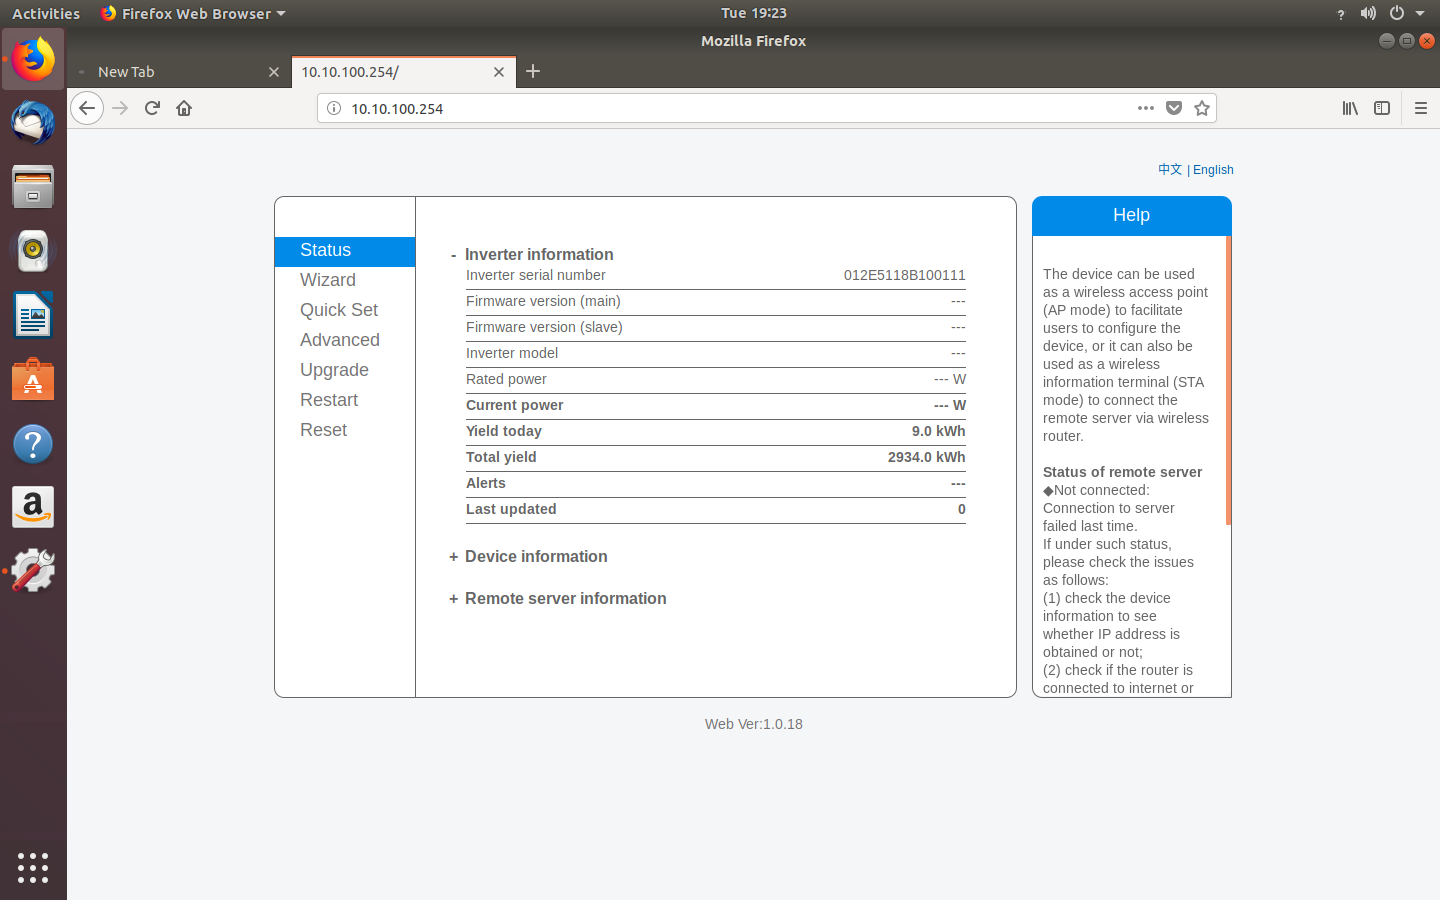 Activities
Firefox Web Browser
Tue 19:23
Mozilla Firefox
New Tab
10.10.100.254/
10.10.100.254
中文 | English
Status
Wizard
Quick Set
Advanced
Upgrade
Restart
Reset
- Inverter information
Inverter serial number 012E5118B100111
Firmware version (main) ---
Firmware version (slave) ---
Inverter model ---
Rated power --- W
Current power --- W
Yield today 9.0 kWh
Total yield 2934.0 kWh
Alerts ---
Last updated 0
+ Device information
+ Remote server information
Help
The device can be used
as a wireless access point
(AP mode) to facilitate
users to configure the
device, or it can also be
used as a wireless
information terminal (STA
mode) to connect the
remote server via wireless
router.
Status of remote server
◆Not connected:
Connection to server
failed last time.
If under such status,
please check the issues
as follows:
(1) check the device
information to see
whether IP address is
obtained or not;
(2) check if the router is
connected to internet or
Web Ver:1.0.18